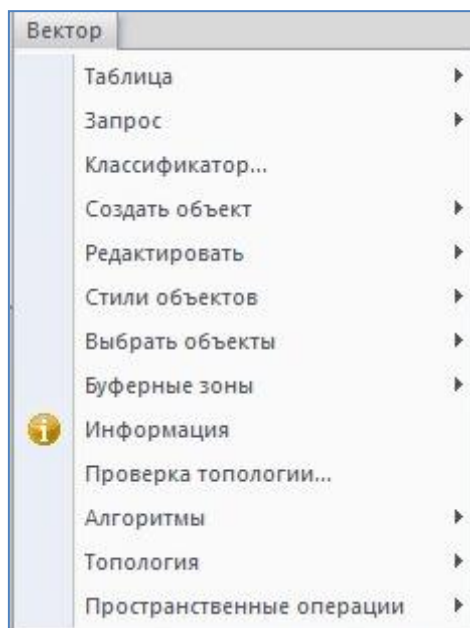 Вектор
Таблица
Запрос
Классификатор...
Создать объект
Редактировать
Стили объектов
Выбрать объекты
Буферные зоны
Информация
Проверка топологии...
Алгоритмы
Топология
Пространственные операции